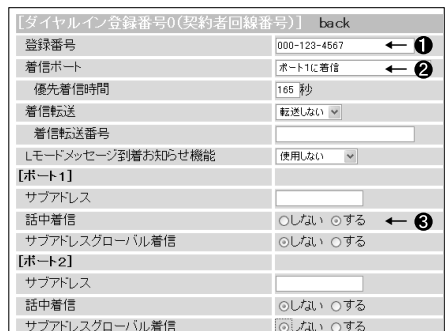 [ダイヤルイン登録番号0(契約者回線番号)] back
登録番号 000-123-4567 ← ❶
着信ポート ポート1に着信 ← ❷
優先着信時間 165 秒
着信転送 転送しない
着信転送番号
Lモードメッセージ到着お知らせ機能 使用しない
[ポート1]
サブアドレス
話中着信 ○しない ⦿する ← ❸
サブアドレスグローバル着信 ⦿しない ○する
[ポート2]
サブアドレス
話中着信 ⦿しない ○する
サブアドレスグローバル着信 ⦿しない ○する